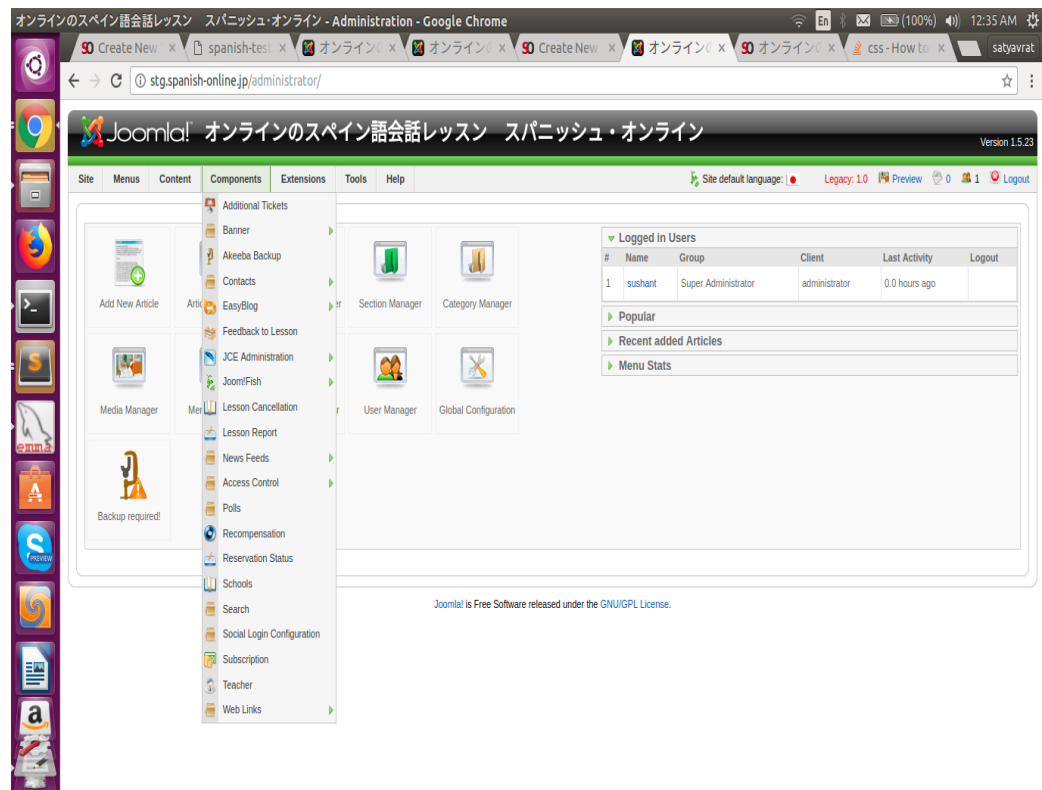 オンラインのスペイン語会話レッスン スパニッシュ・オンライン - Administration - Google Chrome
En (100%) 12:35 AM
SO Create New × spanish-test × オンライン × オンライン × SO Create New × オンライン × SO オンライン × css - How to × satyavrat
stg.spanish-online.jp/administrator/
Joomla! オンラインのスペイン語会話レッスン スパニッシュ・オンライン
Version 1.5.23
Site Menus Content Components Extensions Tools Help Site default language: Legacy: 1.0 Preview 0 1 Logout
Additional Tickets
Banner
Akeeba Backup
Contacts
EasyBlog
Feedback to Lesson
JCE Administration
Joom!Fish
Lesson Cancellation
Lesson Report
News Feeds
Access Control
Polls
Recompensation
Reservation Status
Schools
Search
Social Login Configuration
Subscription
Teacher
Web Links
Add New Article
Section Manager
Category Manager
Media Manager
User Manager
Global Configuration
Backup required!
Logged in Users
# Name Group Client Last Activity Logout
1 sushant Super Administrator administrator 0.0 hours ago
Popular
Recent added Articles
Menu Stats
Joomla! is Free Software released under the GNU/GPL License.
emma
A
S
PREVIEW
a